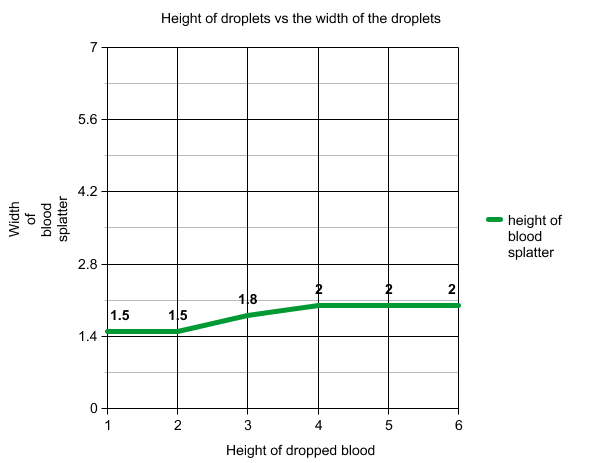 Height of droplets vs the width of the droplets
7
5.6
4.2
2.8
1.4
0
Width
of
blood
splatter
1.5
1.5
1.8
2
2
2
height of
blood
splatter
1
2
3
4
5
6
Height of dropped blood